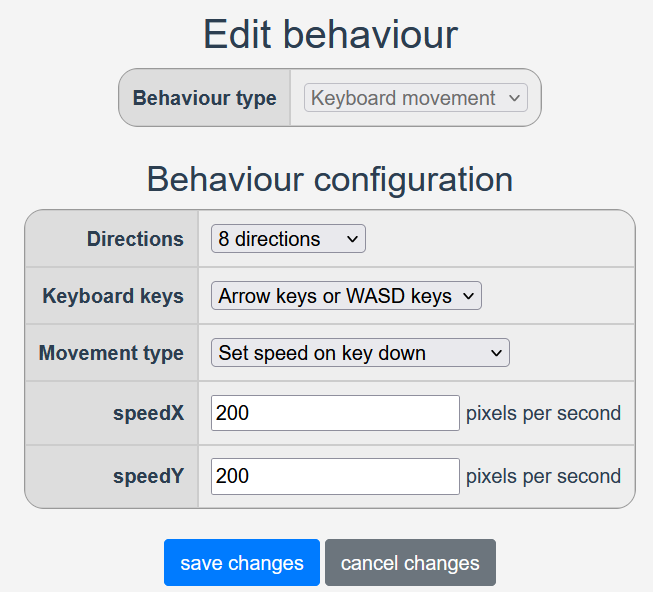 Edit behaviour
Behaviour type Keyboard movement
Behaviour configuration
Directions 8 directions
Keyboard keys Arrow keys or WASD keys
Movement type Set speed on key down
speedX 200 pixels per second
speedY 200 pixels per second
save changes cancel changes